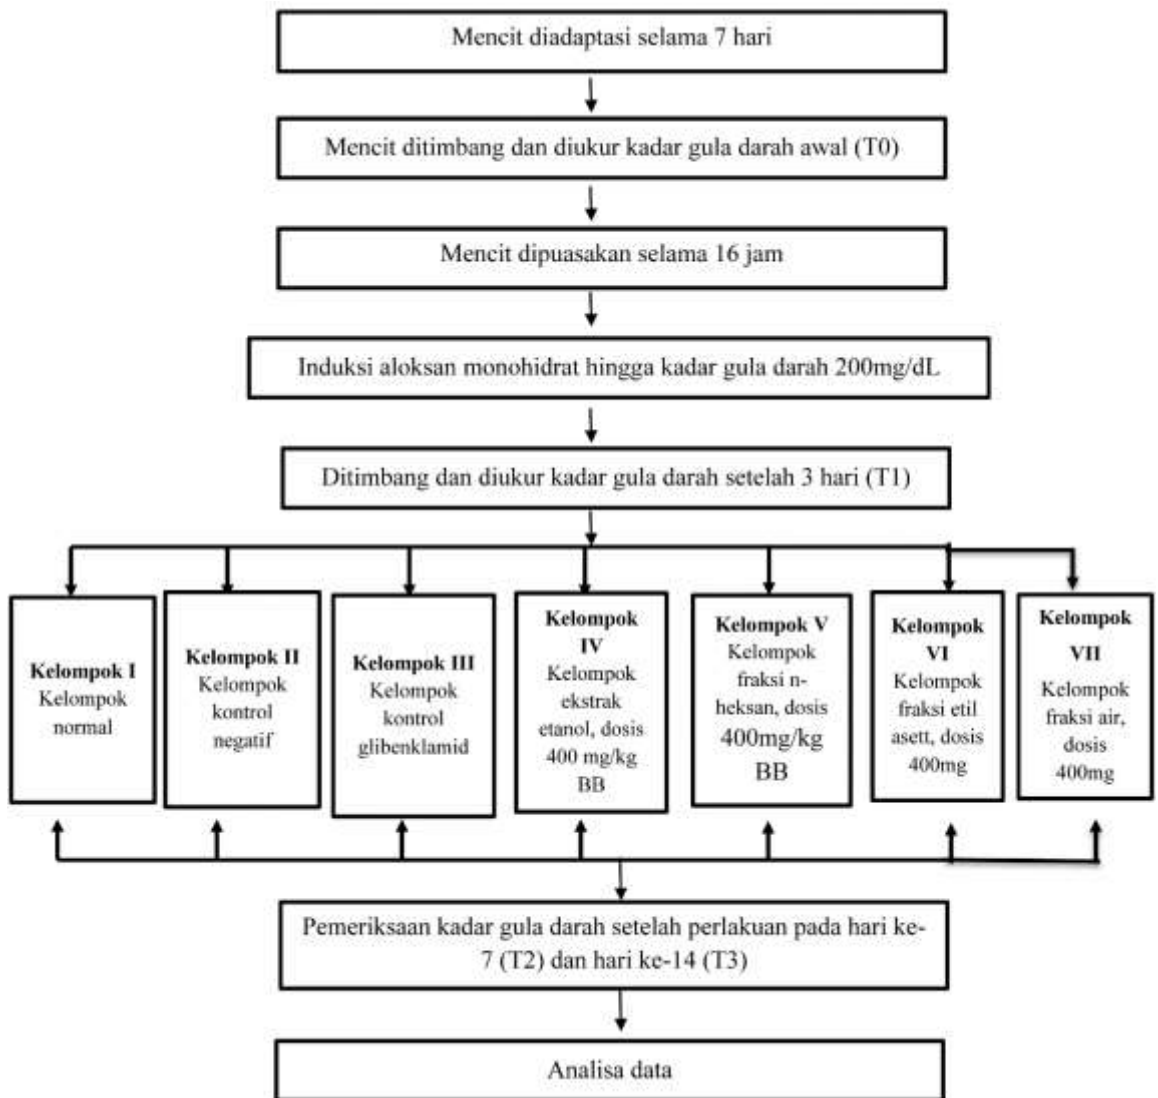 Mencit diadaptasi selama 7 hari
Mencit ditimbang dan diukur kadar gula darah awal (T0)
Mencit dipuasakan selama 16 jam
Induksi aloksan monohidrat hingga kadar gula darah 200mg/dL
Ditimbang dan diukur kadar gula darah setelah 3 hari (T1)
Kelompok I
Kelompok
normal
Kelompok II
Kelompok
kontrol
negatif
Kelompok III
Kelompok
kontrol
glibenklamid
Kelompok
IV
Kelompok
ekstrak
etanol, dosis
400 mg/kg
BB
Kelompok V
Kelompok
fraksi n-
heksan, dosis
400mg/kg
BB
Kelompok
VI
Kelompok
fraksi etil
asett, dosis
400mg
Kelompok
VII
Kelompok
fraksi air,
dosis
400mg
Pemeriksaan kadar gula darah setelah perlakuan pada hari ke-
7 (T2) dan hari ke-14 (T3)
Analisa data